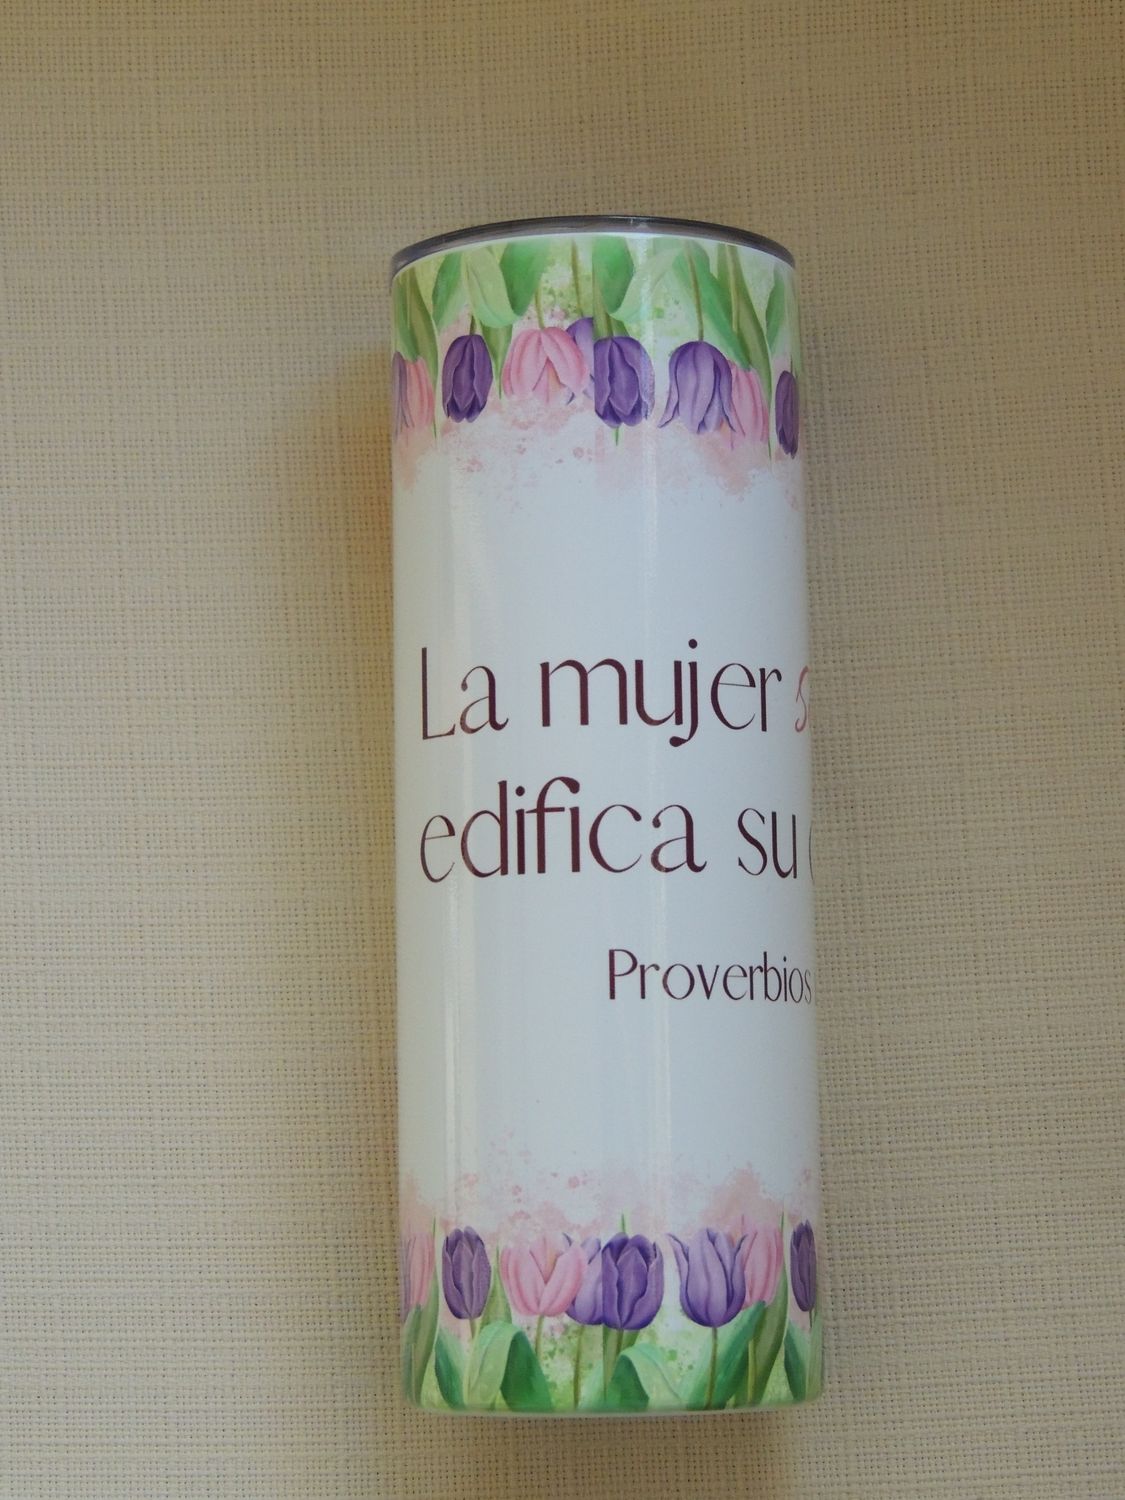 La mujer
edifica su
Proverbios